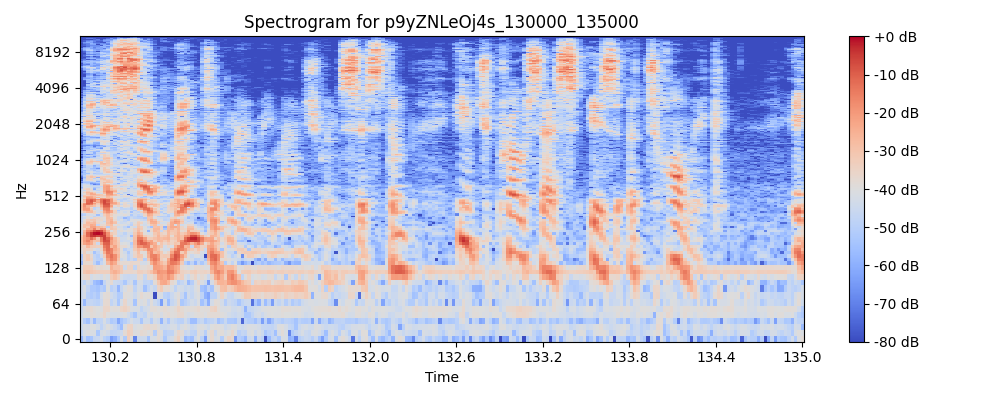 Spectrogram for p9yZNLeOj4s_130000_135000
Hz
8192
4096
2048
1024
512
256
128
64
0
130.2 130.8 131.4 132.0 132.6 133.2 133.8 134.4 135.0
Time
+0 dB
-10 dB
-20 dB
-30 dB
-40 dB
-50 dB
-60 dB
-70 dB
-80 dB